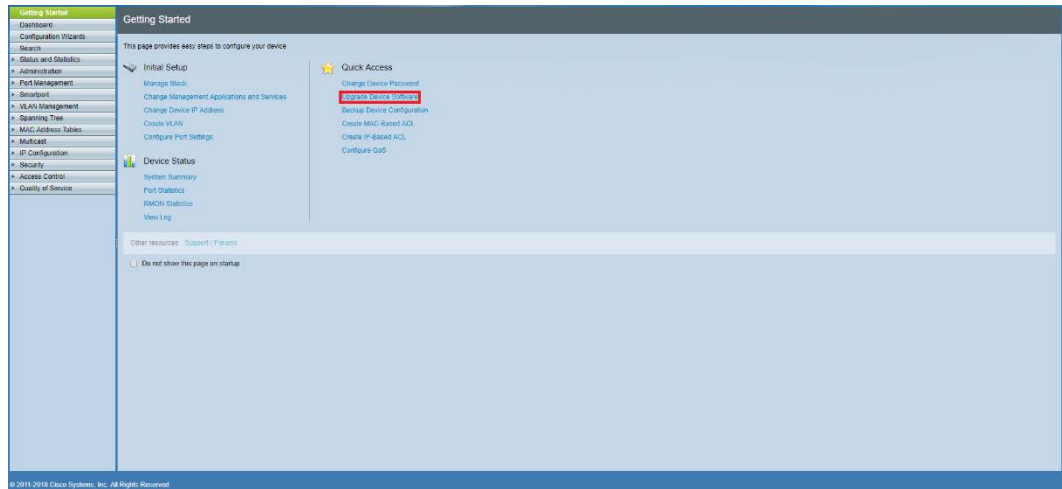 Getting Started
Dashboard
Configuration Wizards
Search
Status and Statistics
Administration
Port Management
Smartport
VLAN Management
Spanning Tree
MAC Address Tables
Multicast
IP Configuration
Security
Access Control
Quality of Service
Getting Started
This page provides easy steps to configure your device
Initial Setup
Manage Stack
Change Management Applications and Services
Change Device IP Address
Create VLAN
Configure Port Settings
Device Status
System Summary
Port Statistics
RMON Statistics
View Log
Quick Access
Change Device Password
Upgrade Device Software
Backup Device Configuration
Create MAC-Based ACL
Create IP-Based ACL
Configure QoS
Other resources: Support | Forums
Do not show this page on startup
© 2011-2018 Cisco Systems, Inc. All Rights Reserved.